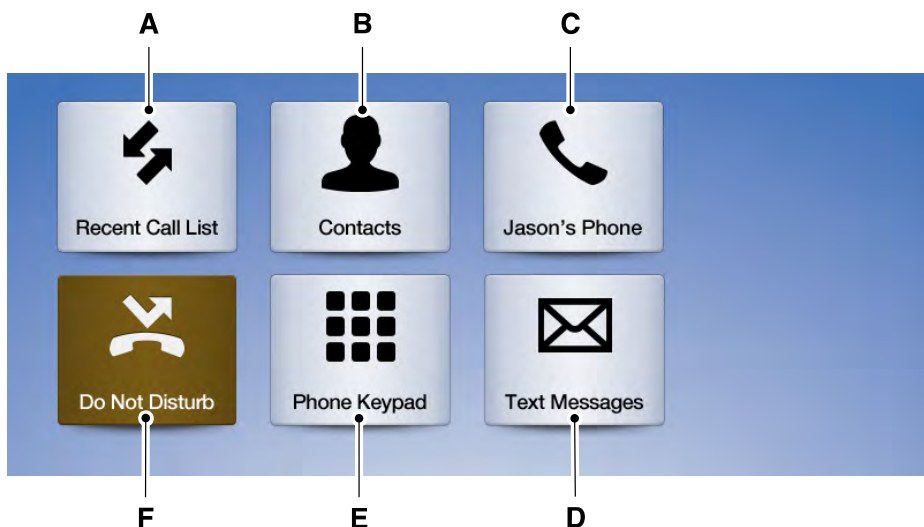 A
B
C
Recent Call List
Contacts
Jason's Phone
Do Not Disturb
Phone Keypad
Text Messages
F
E
D